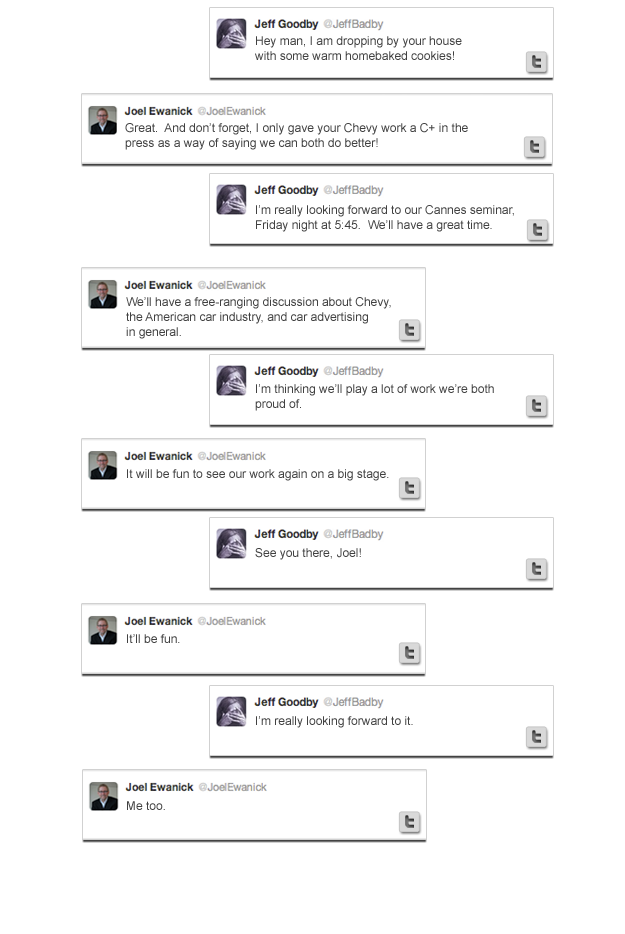 Jeff Goodby @JeffBadby
Hey man, I am dropping by your house
with some warm homebaked cookies!
Joel Ewanick @JoelEwanick
Great.  And don't forget, I only gave your Chevy work a C+ in the
press as a way of saying we can both do better!
Jeff Goodby @JeffBadby
I'm really looking forward to our Cannes seminar,
Friday night at 5:45.  We'll have a great time.
Joel Ewanick @JoelEwanick
We'll have a free-ranging discussion about Chevy,
the American car industry, and car advertising
in general.
Jeff Goodby @JeffBadby
I'm thinking we'll play a lot of work we're both
proud of.
Joel Ewanick @JoelEwanick
It will be fun to see our work again on a big stage.
Jeff Goodby @JeffBadby
See you there, Joel!
Joel Ewanick @JoelEwanick
It'll be fun.
Jeff Goodby @JeffBadby
I'm really looking forward to it.
Joel Ewanick @JoelEwanick
Me too.